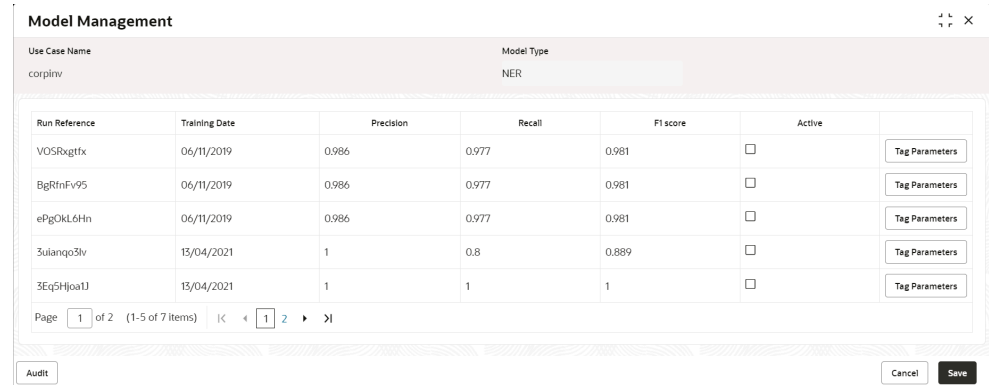 Model Management
Use Case Name Model Type
corpinv NER
Run Reference Training Date Precision Recall F1 score Active
VOSRxgtfx 06/11/2019 0.986 0.977 0.981 Tag Parameters
BgRfnFv95 06/11/2019 0.986 0.977 0.981 Tag Parameters
ePgOkL6Hn 06/11/2019 0.986 0.977 0.981 Tag Parameters
3uianqo3lv 13/04/2021 1 0.8 0.889 Tag Parameters
3Eq5Hjoa1J 13/04/2021 1 1 1 Tag Parameters
Page 1 of 2 (1-5 of 7 items) 1 2
Audit Cancel Save